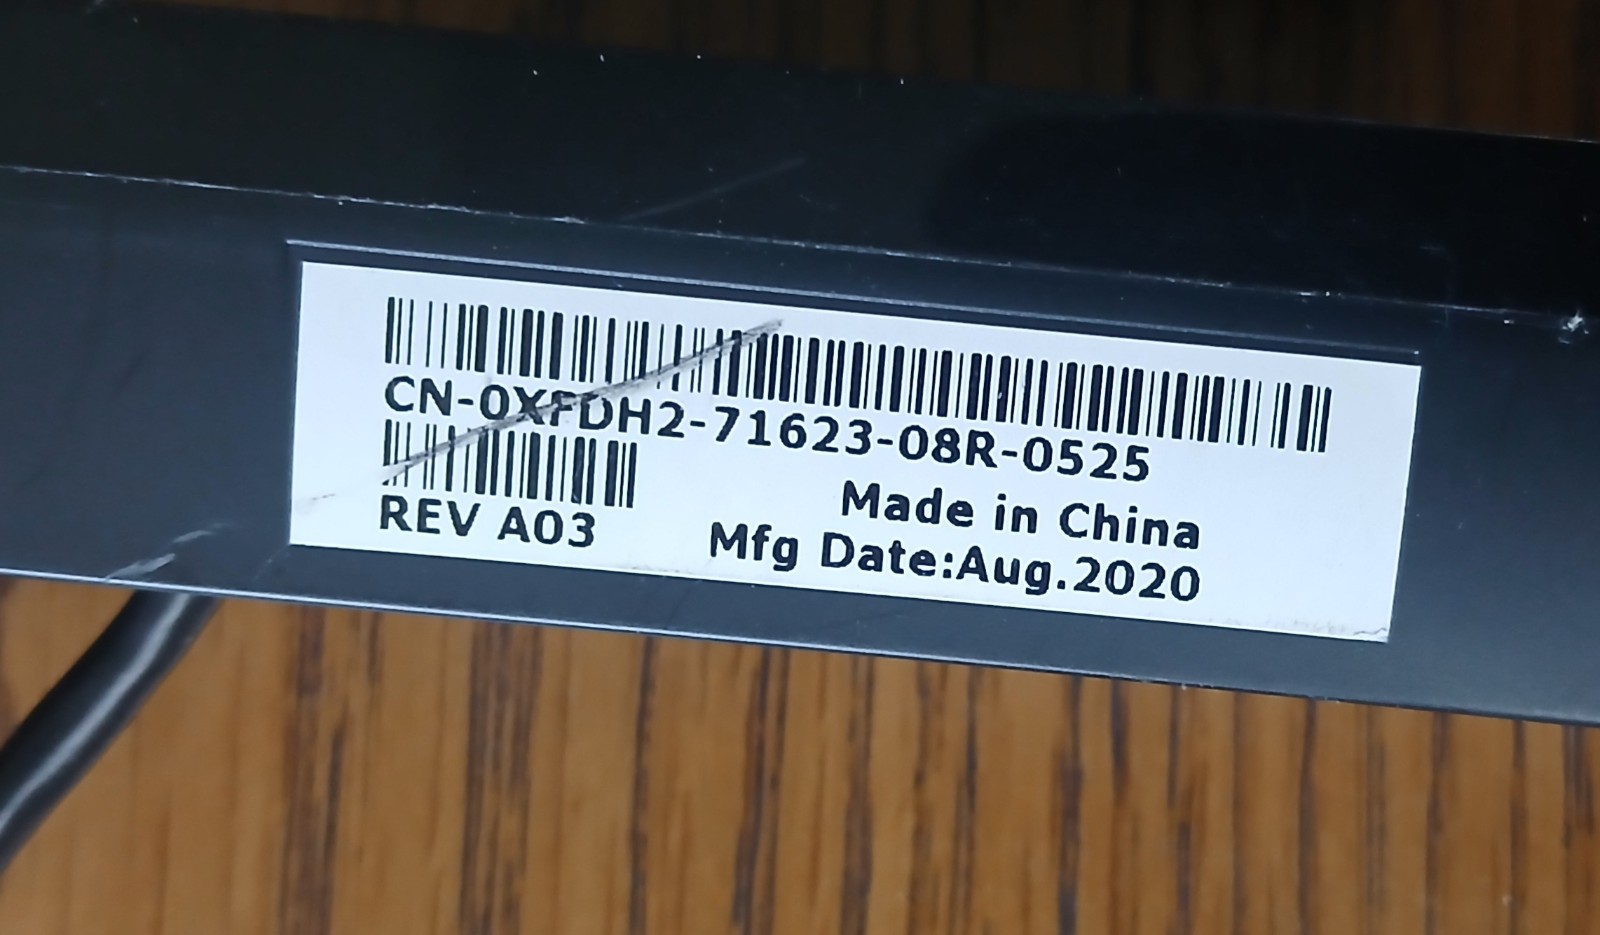 CN-0XFDH2-71623-08R-0525
REV A03
Made in China
Mfg Date:Aug.2020